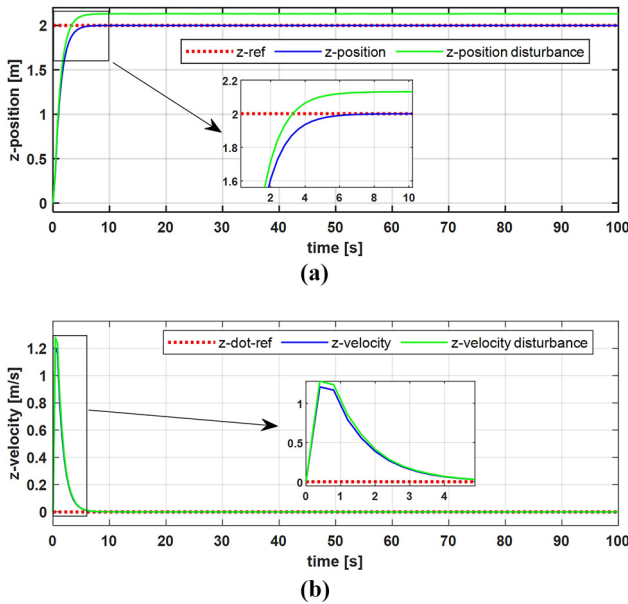 z-position [m]
2
1.5
1
0.5
0
z-ref z-position z-position disturbance
2.2
2
1.8
1.6
2 4 6 8 10
0 10 20 30 40 50 60 70 80 90 100
time [s]
(a)
z-velocity [m/s]
1.2
1
0.8
0.6
0.4
0.2
0
z-dot-ref z-velocity z-velocity disturbance
1
0.5
0
0 1 2 3 4
0 10 20 30 40 50 60 70 80 90 100
time [s]
(b)